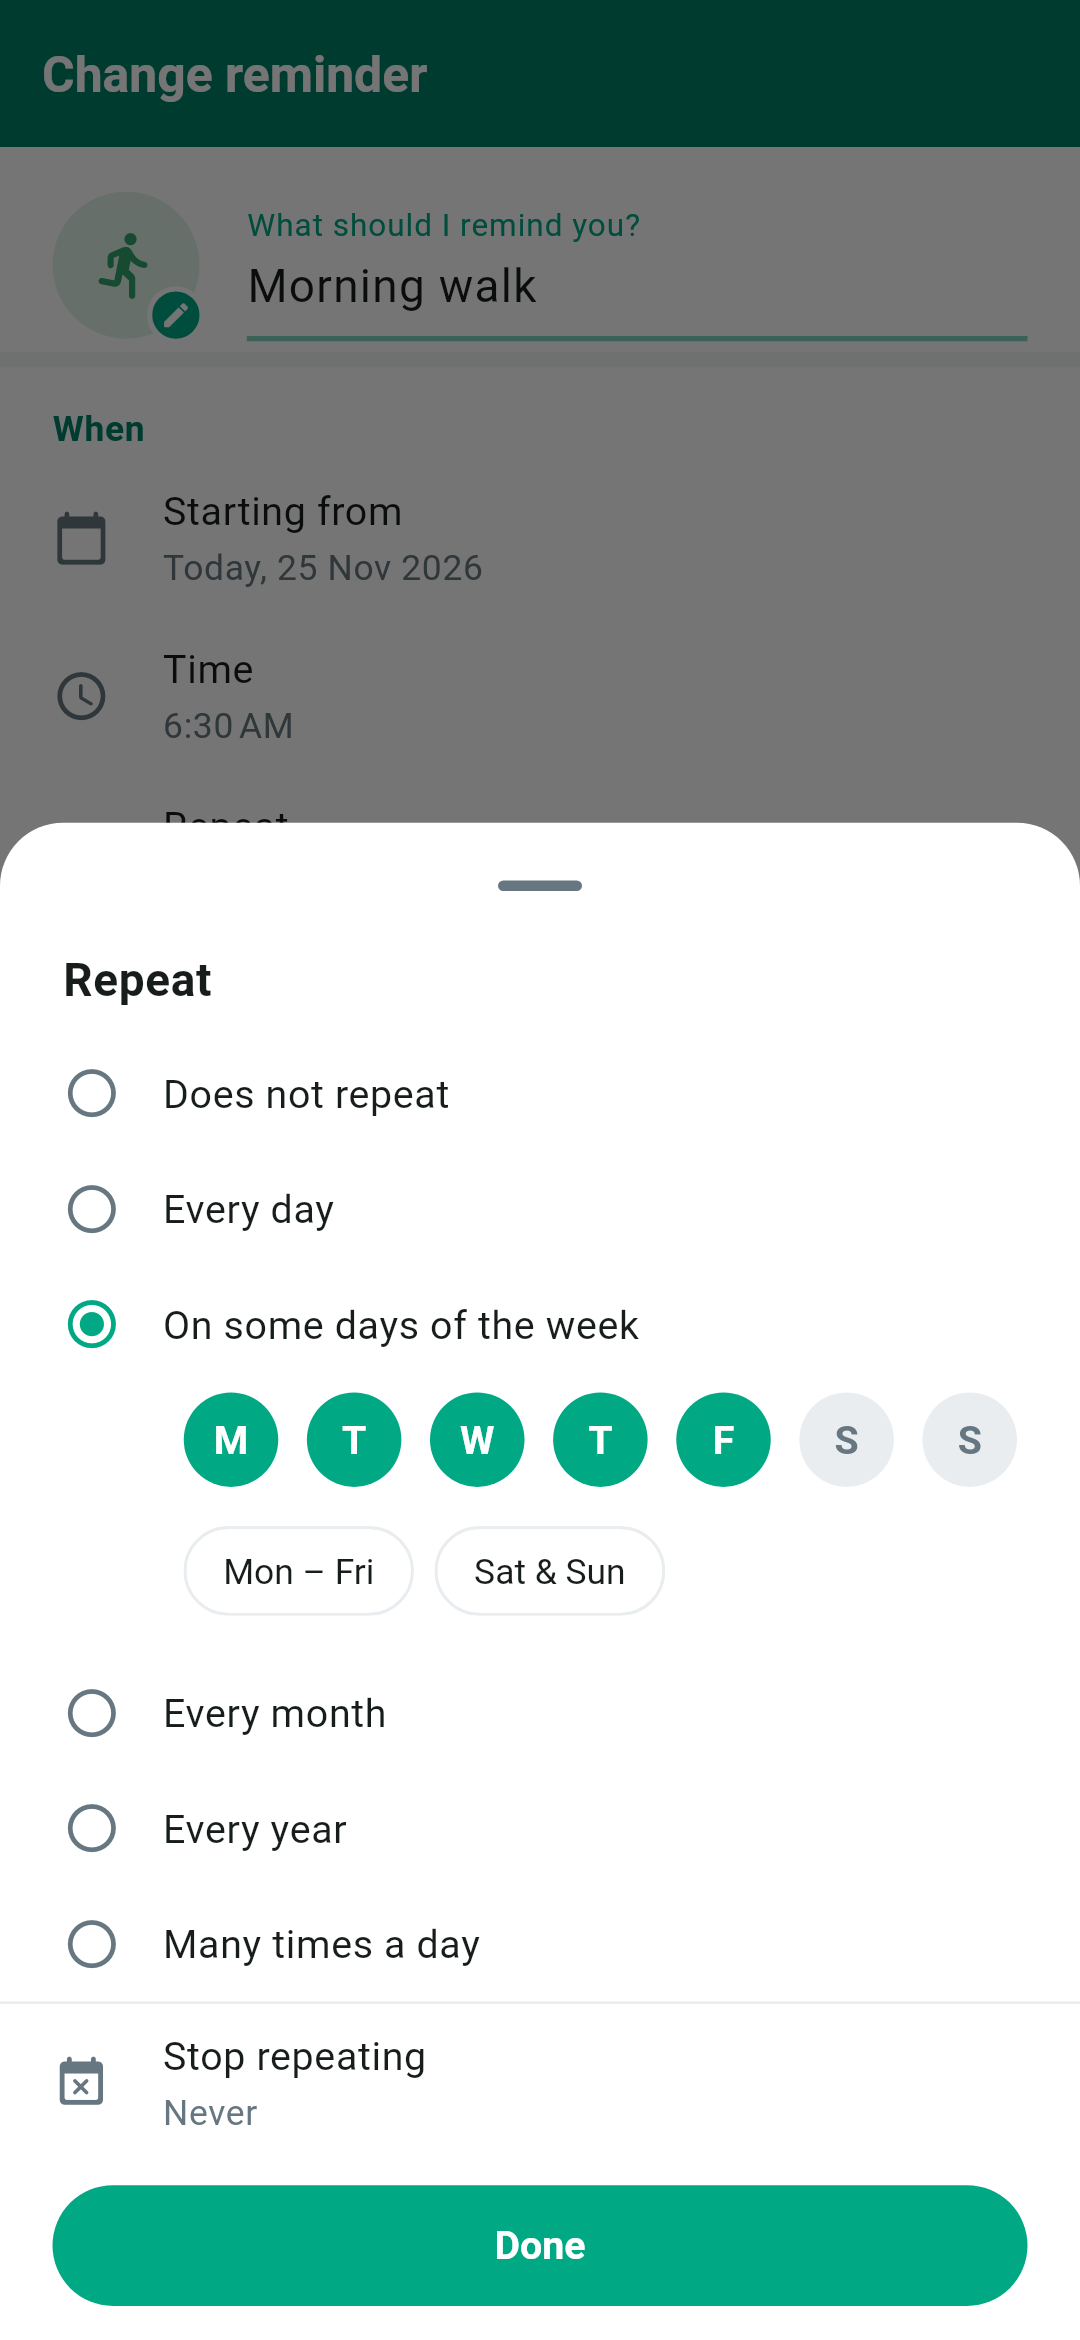 Change reminder
What should I remind you?
Morning walk
When
Starting from
Today, 25 Nov 2026
Time
6:30 AM
Repeat
Repeat
Does not repeat
Every day
On some days of the week
M T W T F S S
Mon – Fri
Sat & Sun
Every month
Every year
Many times a day
Stop repeating
Never
Done